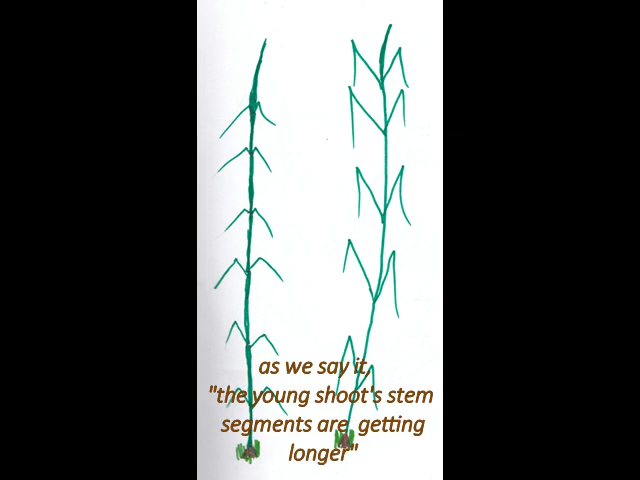 as we say it,
"the young shoot's stem
segments are  getting
longer"